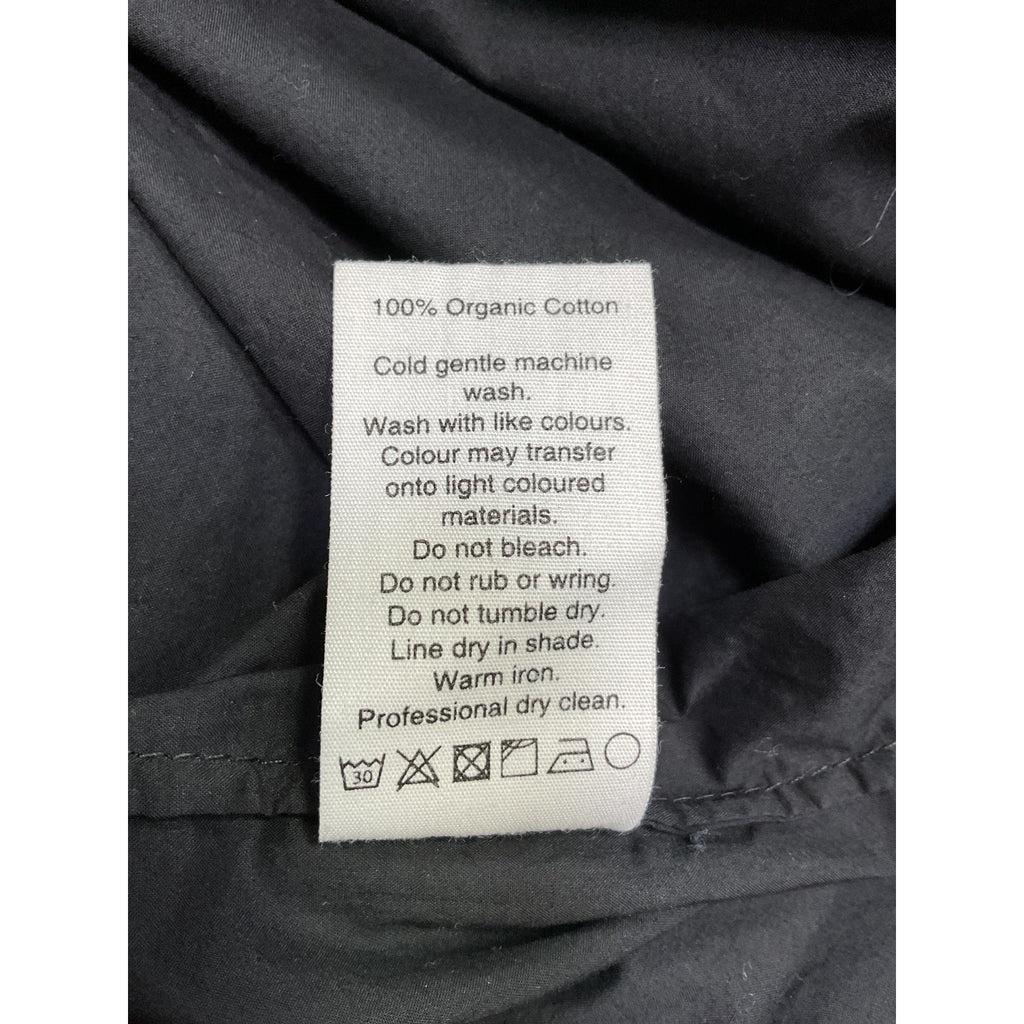 100% Organic Cotton
Cold gentle machine
wash.
Wash with like colours.
Colour may transfer
onto light coloured
materials.
Do not bleach.
Do not rub or wring.
Do not tumble dry.
Line dry in shade.
Warm iron.
Professional dry clean.
30